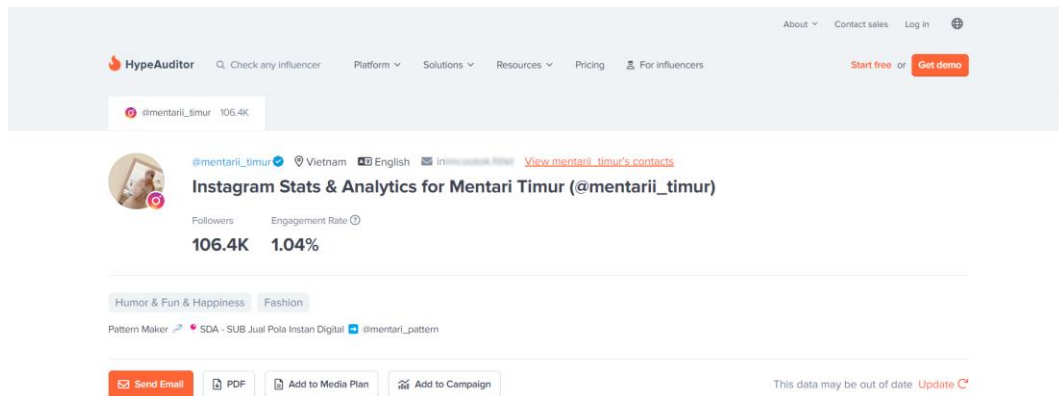 About Contact sales Log in
HypeAuditor Check any influencer Platform Solutions Resources Pricing For influencers Start free or Get demo
@mentarii_timur 106.4K
@mentarii_timur Vietnam English View mentarii_timur's contacts
Instagram Stats & Analytics for Mentari Timur (@mentarii_timur)
Followers Engagement Rate
106.4K 1.04%
Humor & Fun & Happiness Fashion
Pattern Maker SDA - SUB Jual Pola Instan Digital @mentari_pattern
Send Email PDF Add to Media Plan Add to Campaign This data may be out of date Update